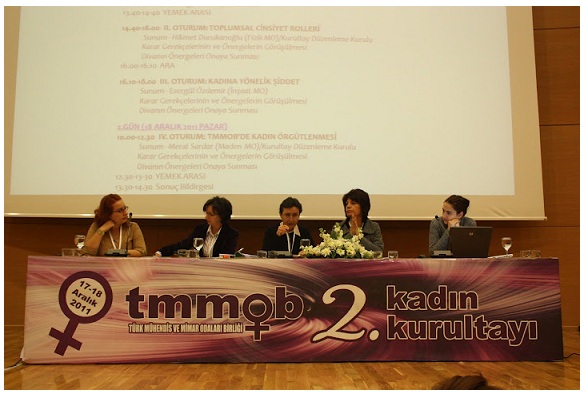 13.40-14.40 YEMEK ARASI
14.40-16.00 II. OTURUM: TOPLUMSAL CİNSİYET ROLLERİ
Sunum -Hikmet (Fizik MO)/Kurultay Düzenleme Kurulu
Karar Gerekçelerinin ve Önergelerin Görüşülmesi
Divanın Önergeleri Onaya Sunması
16.00-16.10 ARA
16.10-18.00 III. OTURUM: KADINA YÖNELİK ŞİDDET
Sunum - Özdemir (İnşaat MO)
Karar Gerekçelerinin ve Önergelerin Görüşülmesi
Divanın Önergeleri Onaya Sunması
2.GÜN (18 ARALIK 2011 PAZAR)
10.00-12.30 IV. OTURUM: TMMOB'DE KADIN ÖRGÜTLENMESİ
Sunum - Meral (Maden MO)/Kurultay Düzenleme Kurulu
Karar Gerekçelerinin ve Önergelerin Görüşülmesi
Divanın Önergeleri Onaya Sunması
12.30-13.30 YEMEK ARASI
13.30-14.30 Sonuç Bildirgesi
17-18
Aralık
2011
tmmob
TÜRK MÜHENDİS VE MİMAR ODALARI BİRLİĞİ
2. kadın
kurultayı